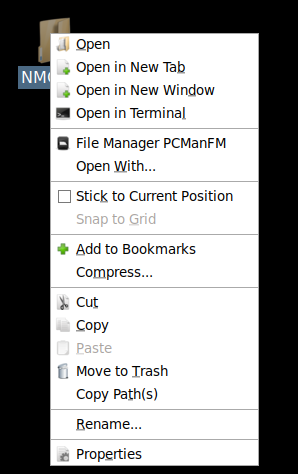 Open
Open in New Tab
Open in New Window
Open in Terminal
File Manager PCManFM
Open With...
Stick to Current Position
Snap to Grid
Add to Bookmarks
Compress...
Cut
Copy
Paste
Move to Trash
Copy Path(s)
Rename...
Properties